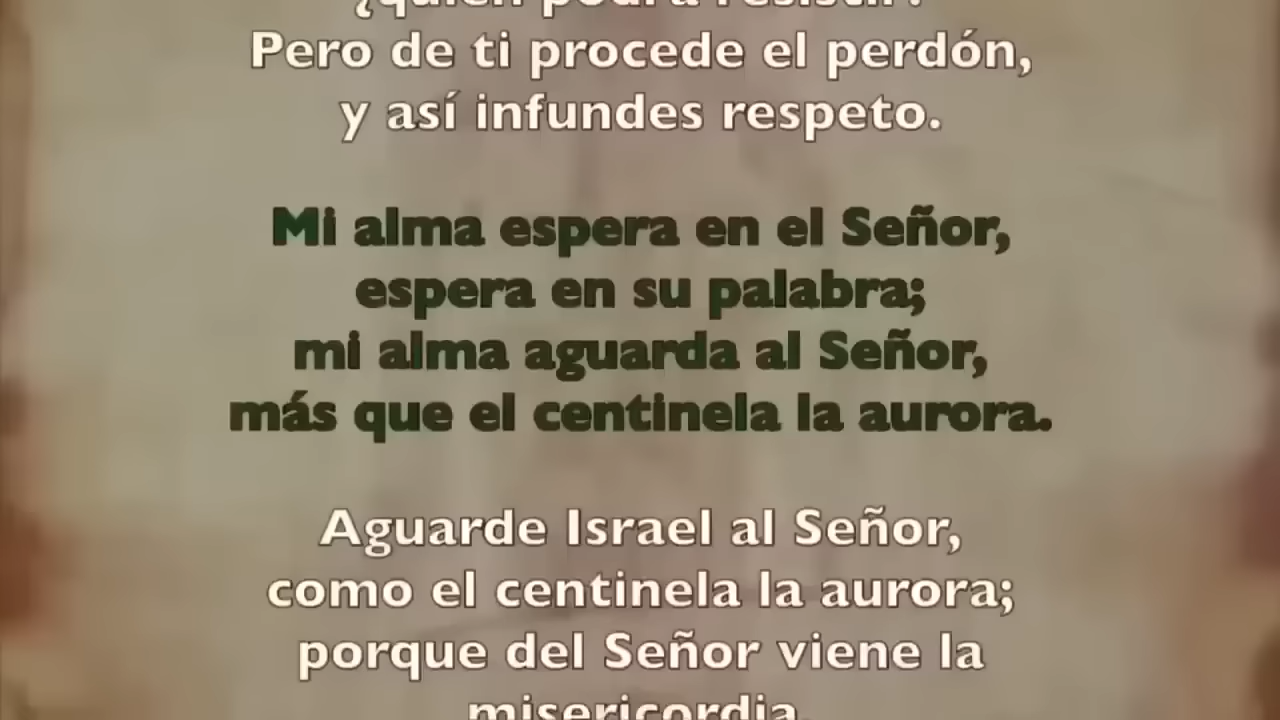 ¿quién podrá resistir?
Pero de ti procede el perdón,
y así infundes respeto.
Mi alma espera en el Señor,
espera en su palabra;
mi alma aguarda al Señor,
más que el centinela la aurora.
Aguarde Israel al Señor,
como el centinela la aurora;
porque del Señor viene la
misericordia,